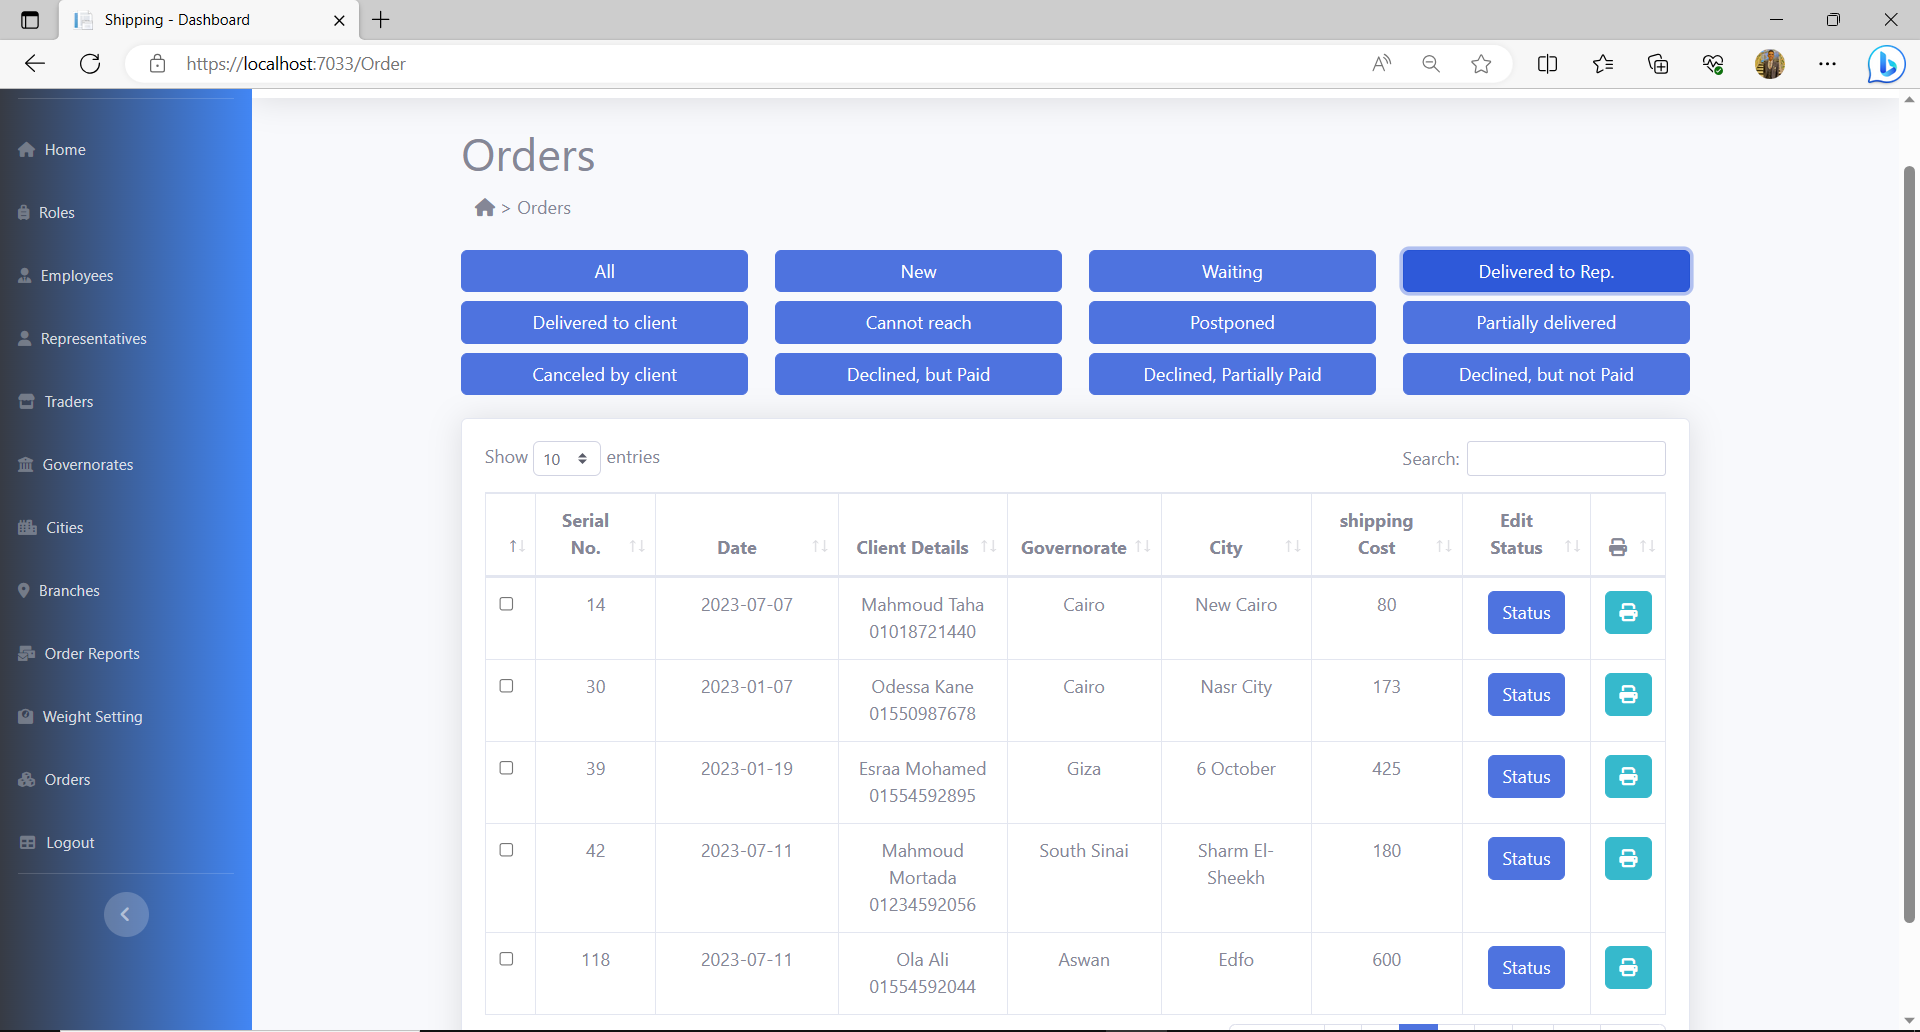 Shipping - Dashboard
https://localhost:7033/Order
Home
Roles
Employees
Representatives
Traders
Governorates
Cities
Branches
Order Reports
Weight Setting
Orders
Logout
Orders
> Orders
All New Waiting Delivered to Rep.
Delivered to client Cannot reach Postponed Partially delivered
Canceled by client Declined, but Paid Declined, Partially Paid Declined, but not Paid
Show 10 entries Search:
Serial No. Date Client Details Governorate City shipping Cost Edit Status
14 2023-07-07 Mahmoud Taha Cairo New Cairo 80 Status
01018721440
30 2023-01-07 Odessa Kane Cairo Nasr City 173 Status
01550987678
39 2023-01-19 Esraa Mohamed Giza 6 October 425 Status
01554592895
42 2023-07-11 Mahmoud South Sinai Sharm El- 180 Status
Mortada Sheekh
01234592056
118 2023-07-11 Ola Ali Aswan Edfo 600 Status
01554592044